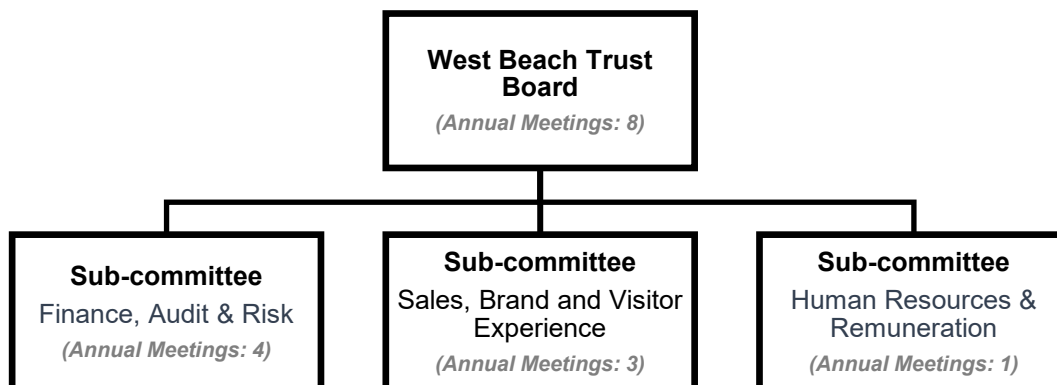 West Beach Trust
Board
(Annual Meetings: 8)
Sub-committee
Finance, Audit & Risk
(Annual Meetings: 4)
Sub-committee
Sales, Brand and Visitor
Experience
(Annual Meetings: 3)
Sub-committee
Human Resources &
Remuneration
(Annual Meetings: 1)